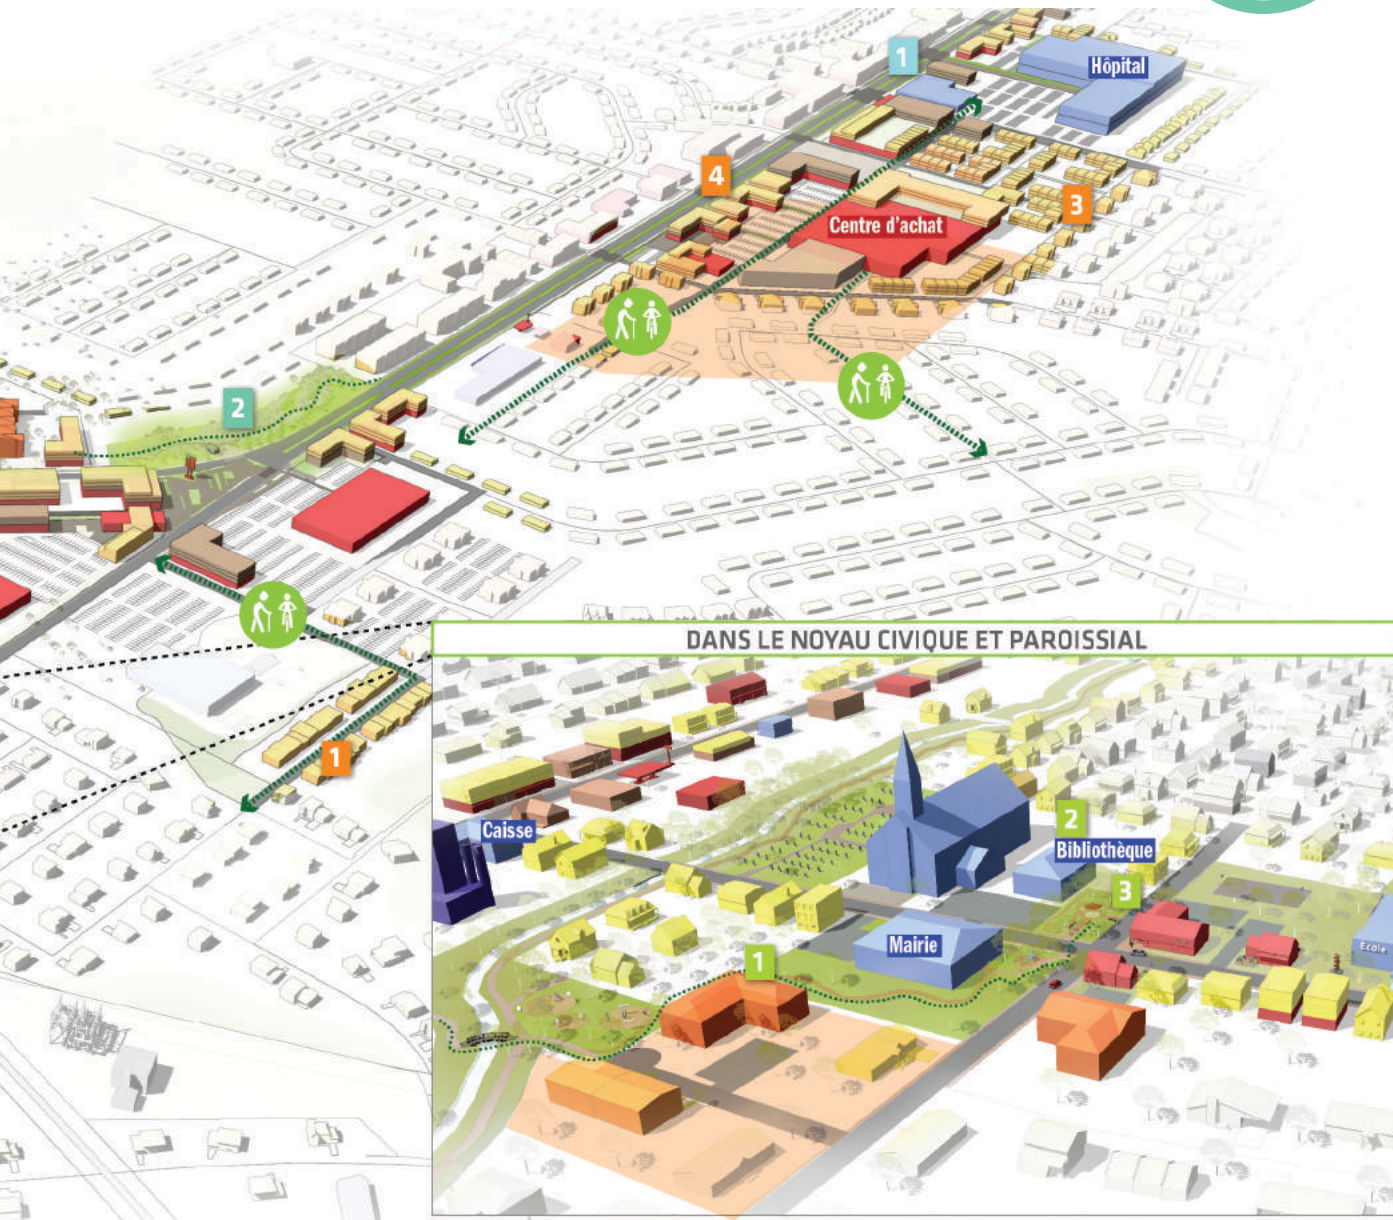 1
Hôpital
4
3
Centre d'achat
2
1
DANS LE NOYAU CIVIQUE ET PAROISSIAL
Caisse
2
Bibliothèque
3
Mairie
École
1